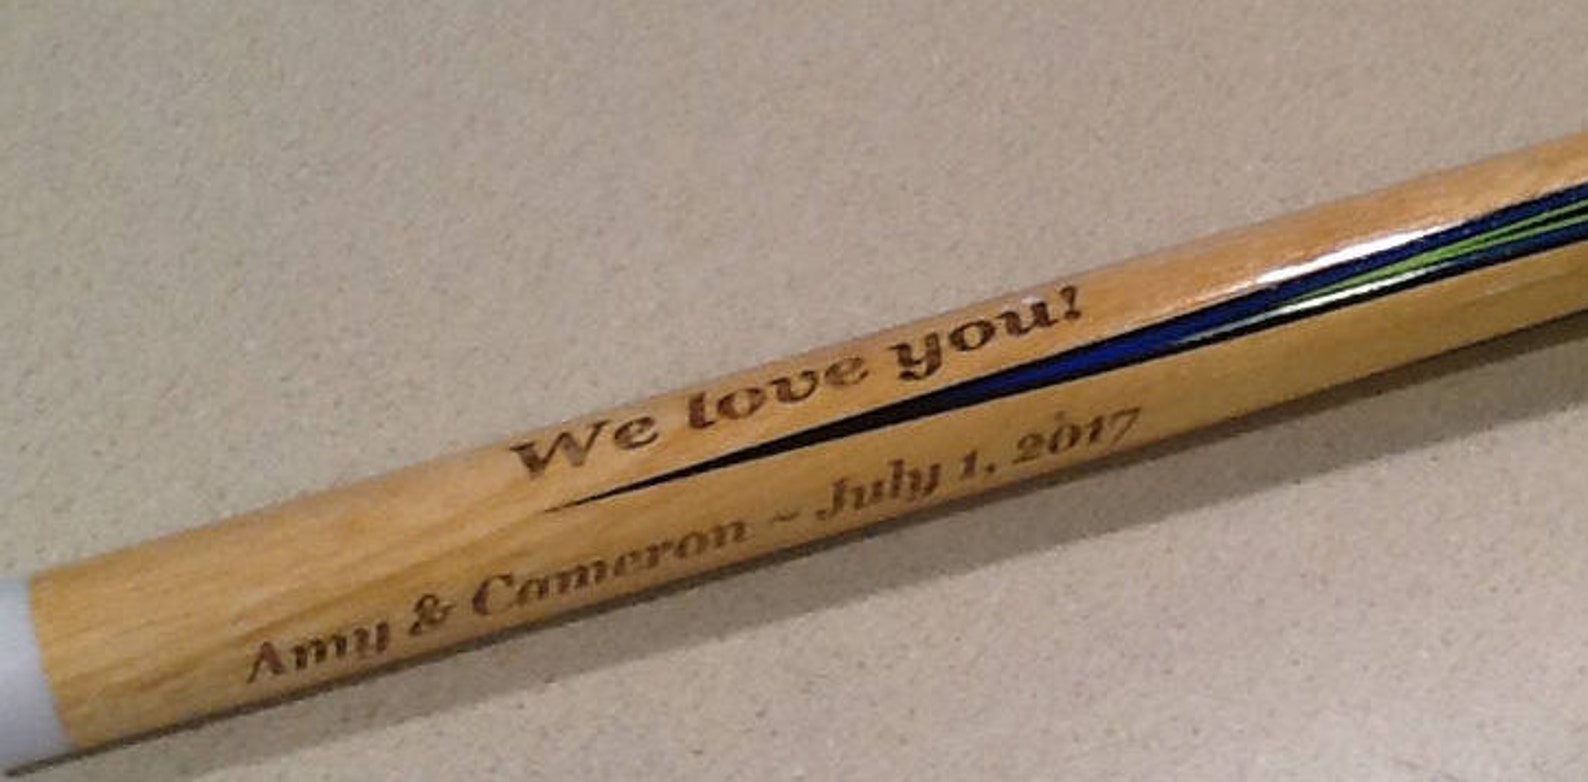 We love you!
Amy & Cameron ~ July 1, 2017